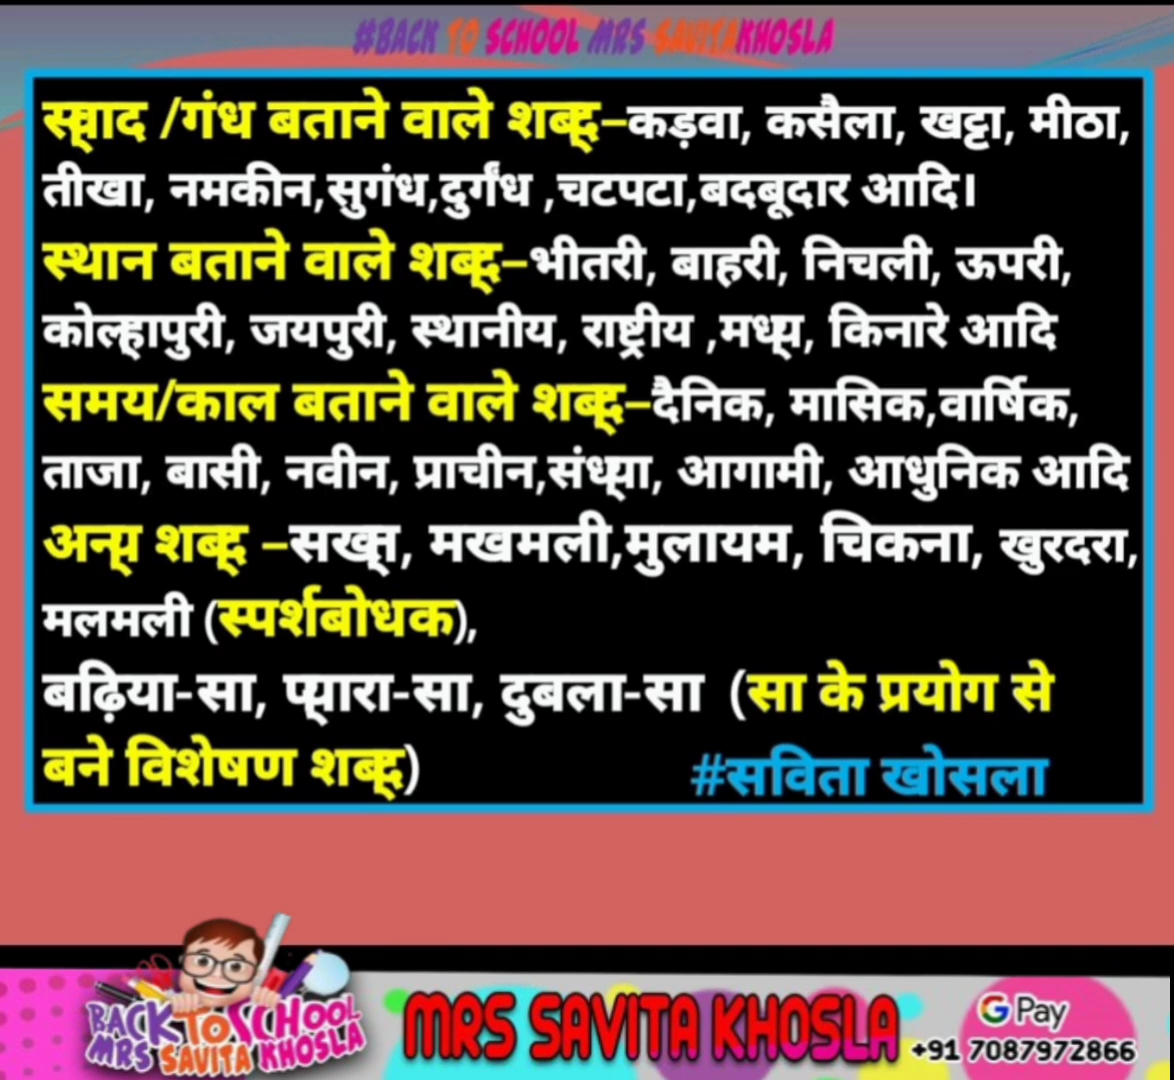 #BACK TO SCHOOL MRS SAVITA KHOSLA
स्वाद /गंध बताने वाले शब्द–कड़वा, कसैला, खट्टा, मीठा,
तीखा, नमकीन,सुगंध,दुर्गंध ,चटपटा,बदबूदार आदि।
स्थान बताने वाले शब्द–भीतरी, बाहरी, निचली, ऊपरी,
कोल्हापुरी, जयपुरी, स्थानीय, राष्ट्रीय ,मध्य, किनारे आदि
समय/काल बताने वाले शब्द–दैनिक, मासिक,वार्षिक,
ताजा, बासी, नवीन, प्राचीन,संध्या, आगामी, आधुनिक आदि
अन्य शब्द –सख्त, मखमली,मुलायम, चिकना, खुरदरा,
मलमली (स्पर्शबोधक),
बढ़िया-सा, प्यारा-सा, दुबला-सा (सा के प्रयोग से
बने विशेषण शब्द)
#सविता खोसला
BACK TO SCHOOL
MRS SAVITA KHOSLA
MRS SAVITA KHOSLA
G Pay
+91 7087972866